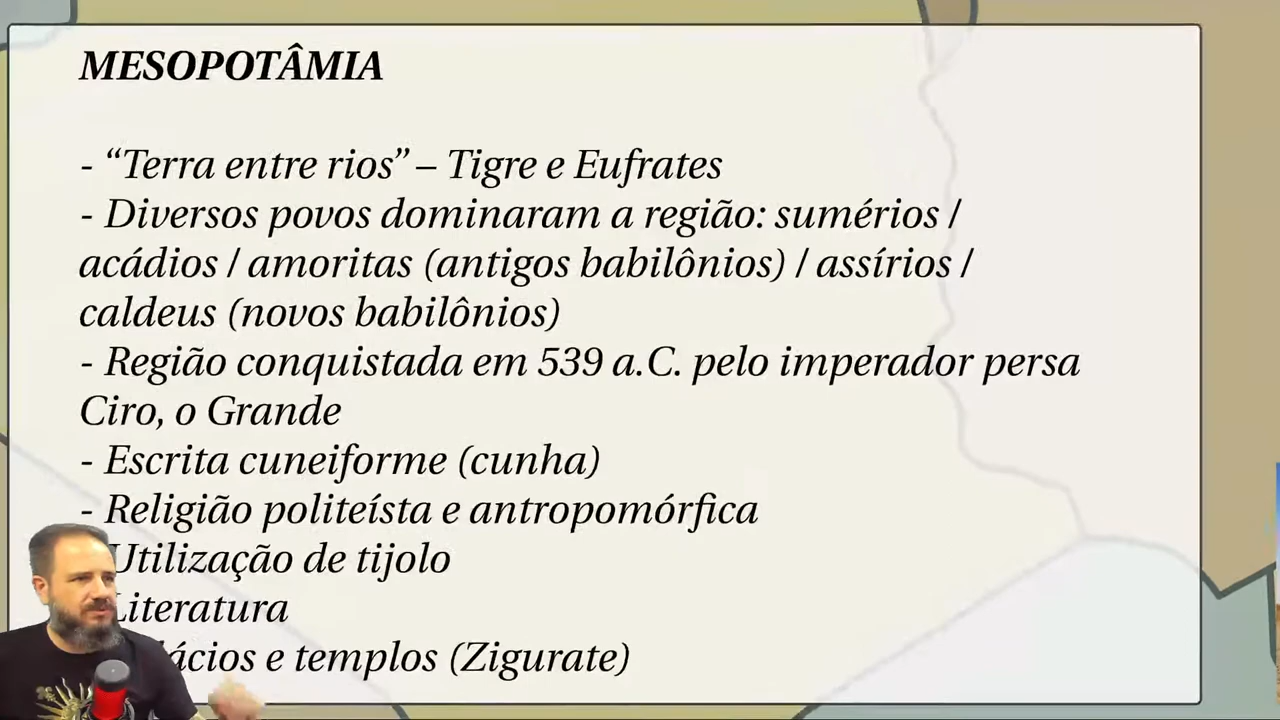 MESOPOTÂMIA
- “Terra entre rios” – Tigre e Eufrates
- Diversos povos dominaram a região: sumérios /
acádios / amoritas (antigos babilônios) / assírios /
caldeus (novos babilônios)
- Região conquistada em 539 a.C. pelo imperador persa
Ciro, o Grande
- Escrita cuneiforme (cunha)
- Religião politeísta e antropomórfica
Utilização de tijolo
Literatura
e templos (Zigurate)